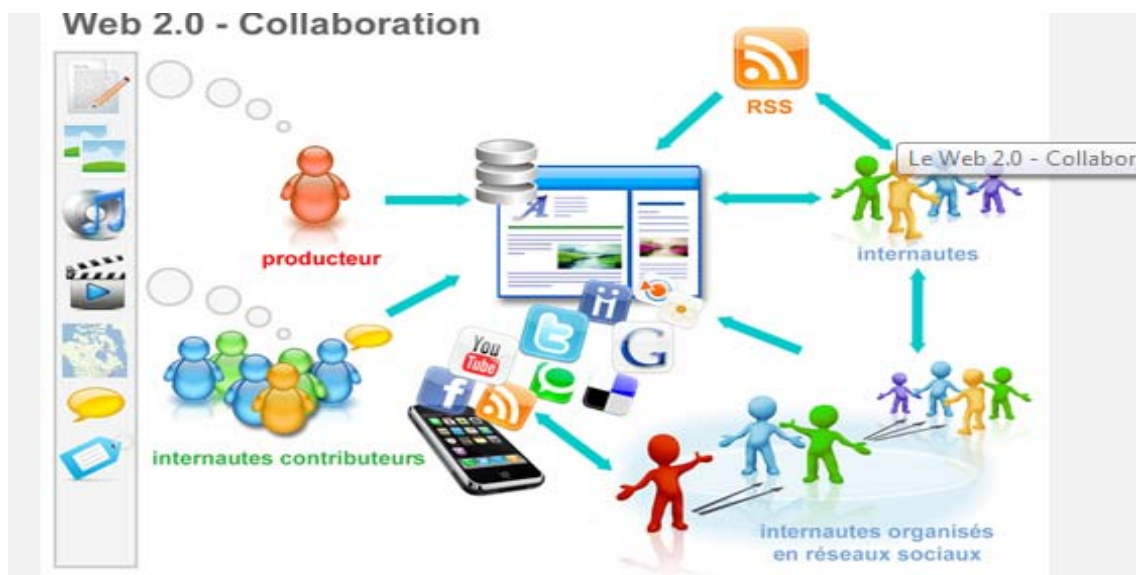 Web 2.0 - Collaboration
RSS
Le Web 2.0 - Collabor
internautes
producteur
You
Tube
G
f
internautes contributeurs
internautes organisés
en réseaux sociaux